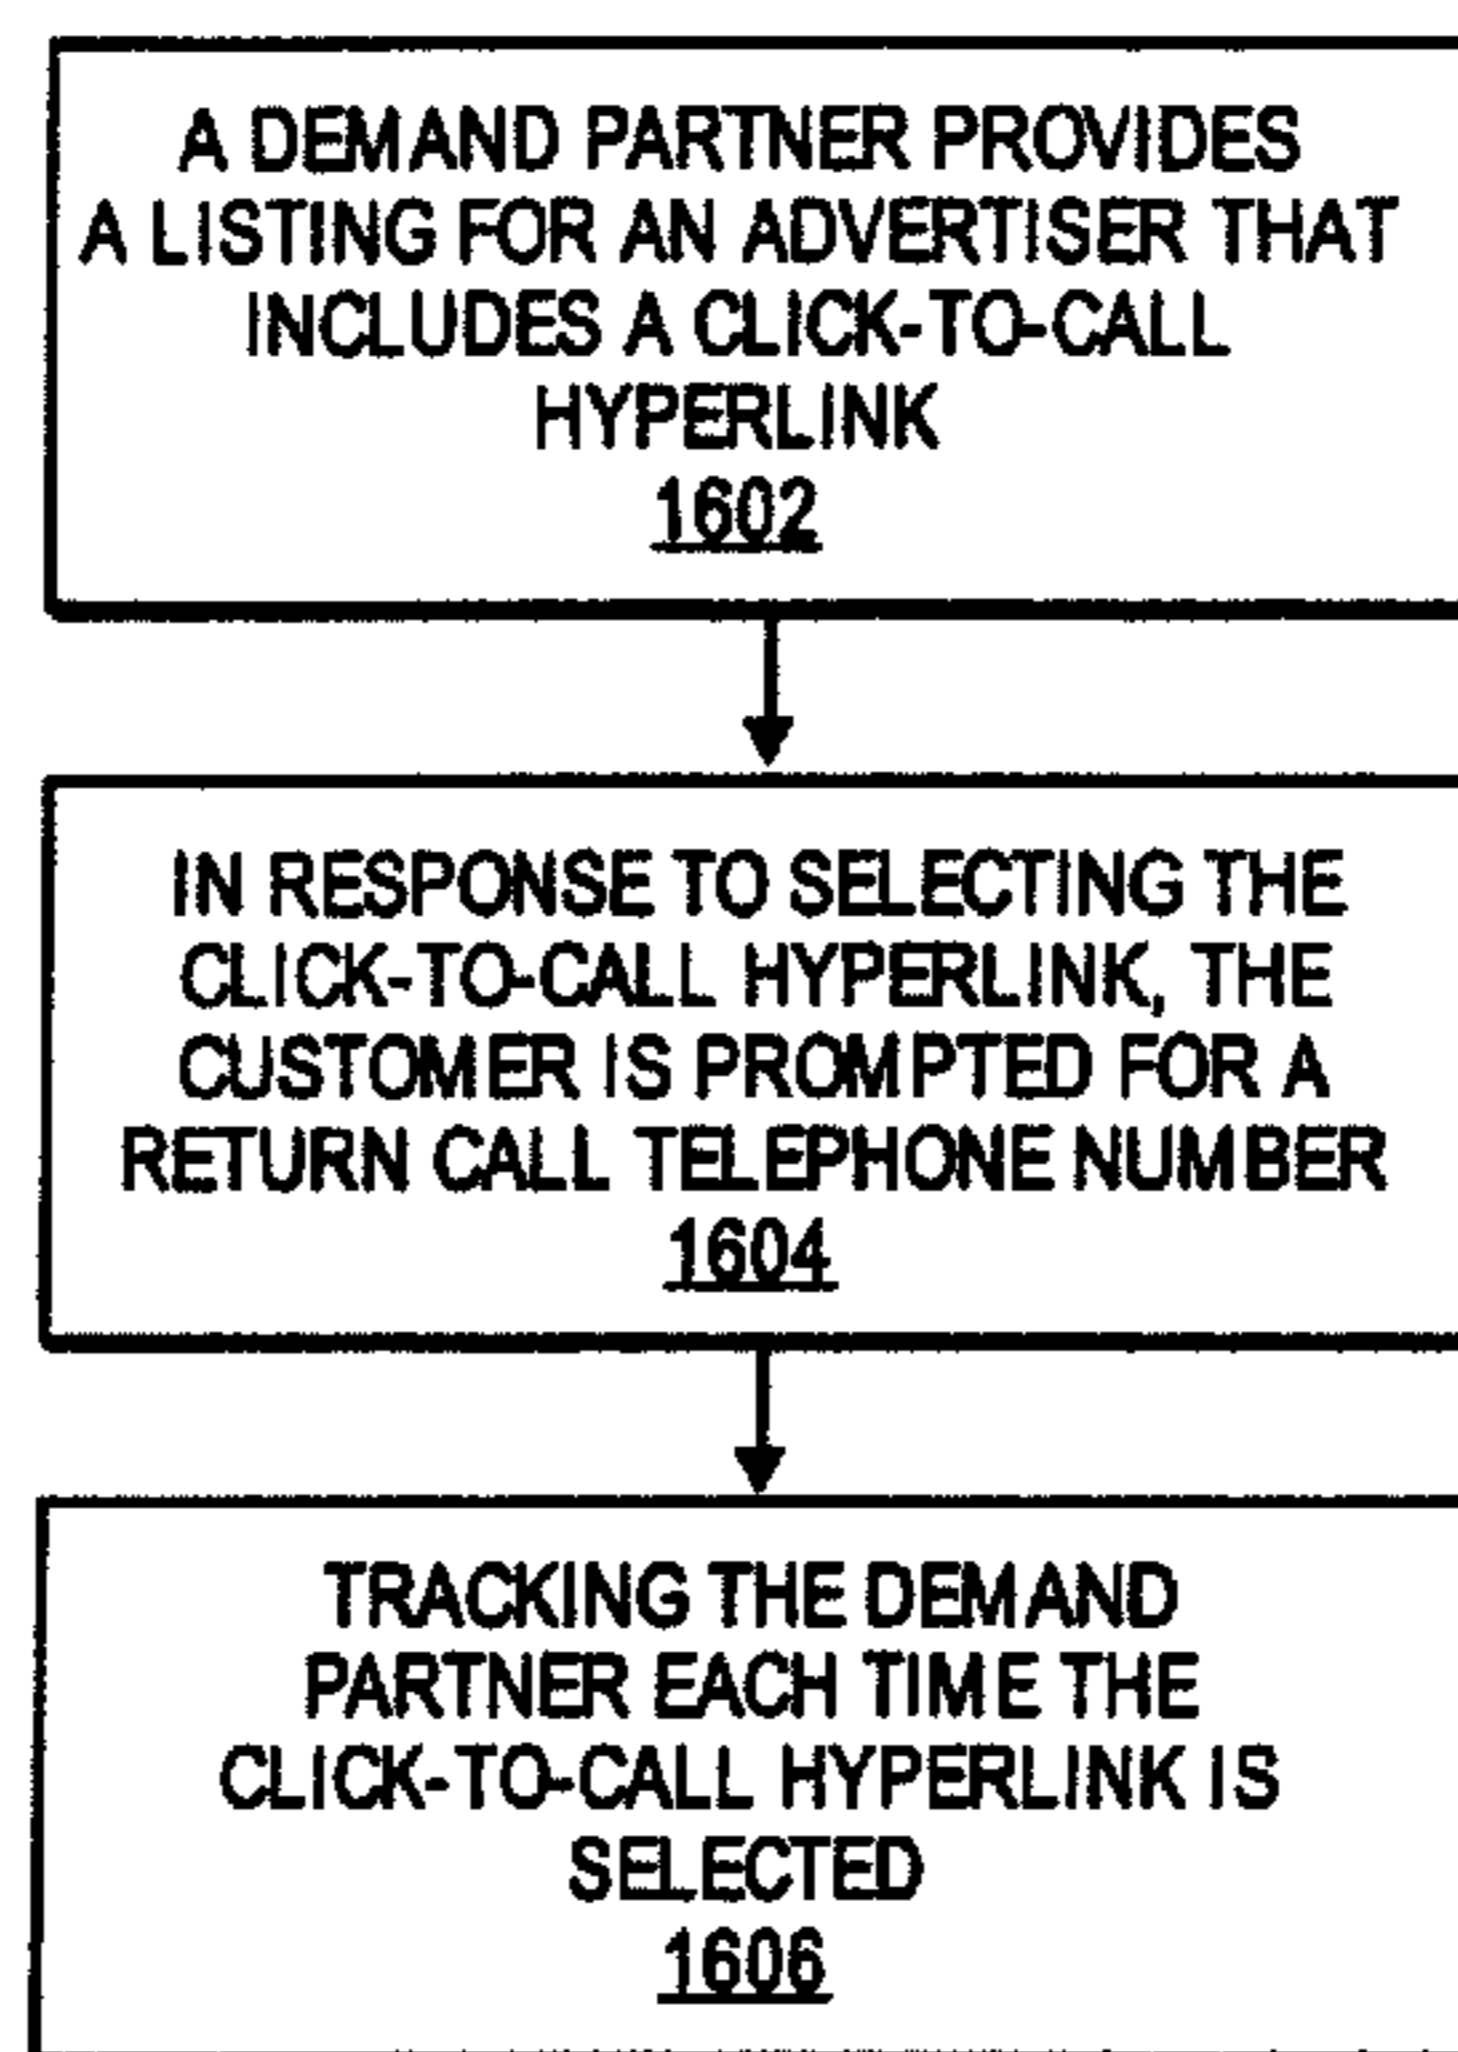 A DEMAND PARTNER PROVIDES
A LISTING FOR AN ADVERTISER THAT
INCLUDES A CLICK-TO-CALL
HYPERLINK
1602
IN RESPONSE TO SELECTING THE
CLICK-TO-CALL HYPERLINK, THE
CUSTOMER IS PROMPTED FOR A
RETURN CALL TELEPHONE NUMBER
1604
TRACKING THE DEMAND
PARTNER EACH TIME THE
CLICK-TO-CALL HYPERLINK IS
SELECTED
1606